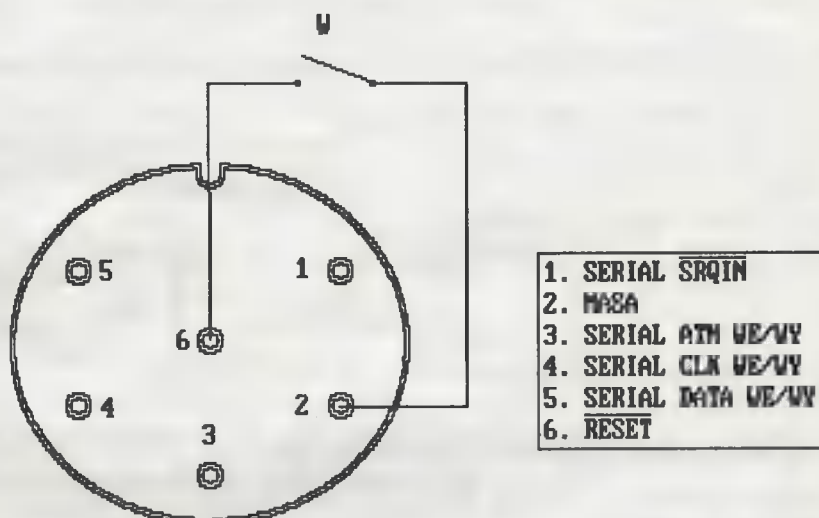 W
5
1
6
4
2
3
1. SERIAL SRQIN
2. MASA
3. SERIAL ATN WE/WY
4. SERIAL CLK WE/WY
5. SERIAL DATA WE/WY
6. RESET